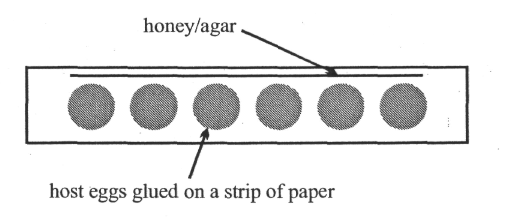 honey/agar
host eggs glued on a strip of paper